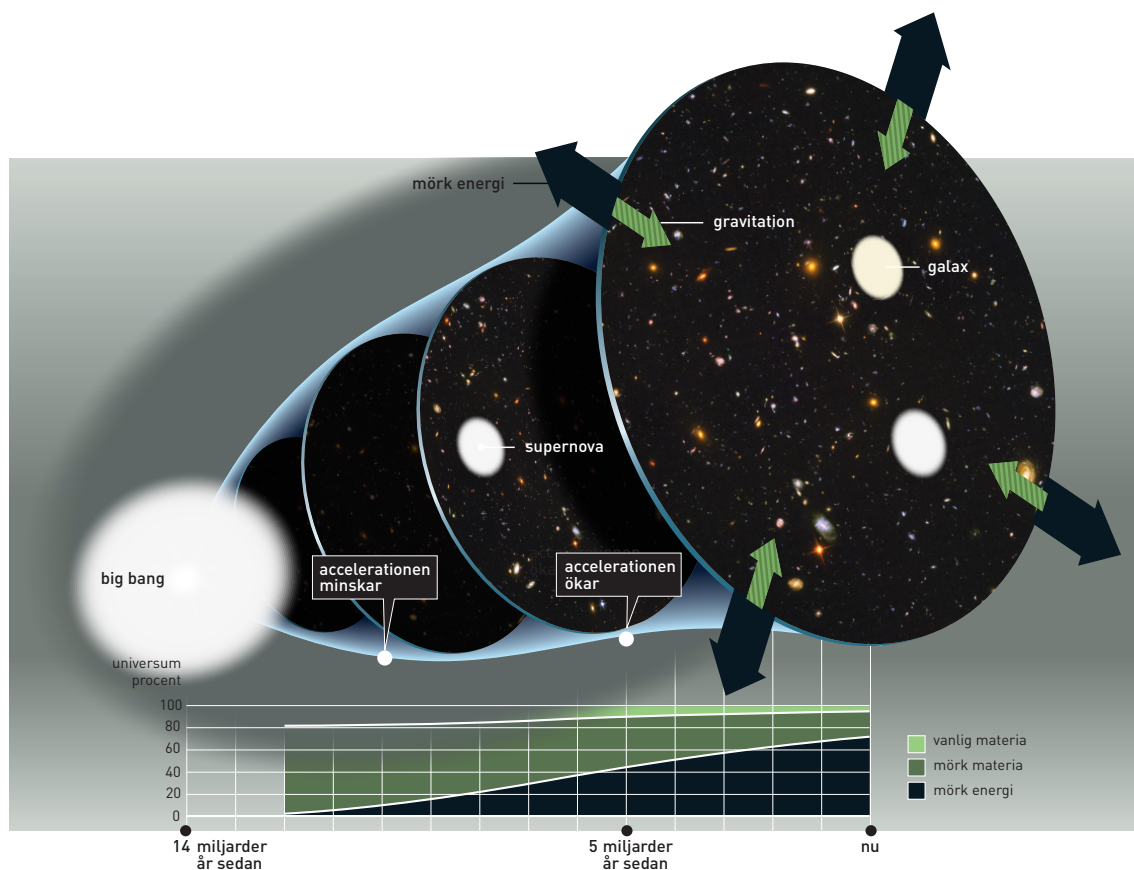 mörk energi
gravitation
galax
supernova
big bang
accelerationen
minskar
accelerationen
ökar
universum
procent
100
80
60
40
20
0
vanlig materia
mörk materia
mörk energi
14 miljarder
år sedan
5 miljarder
år sedan
nu